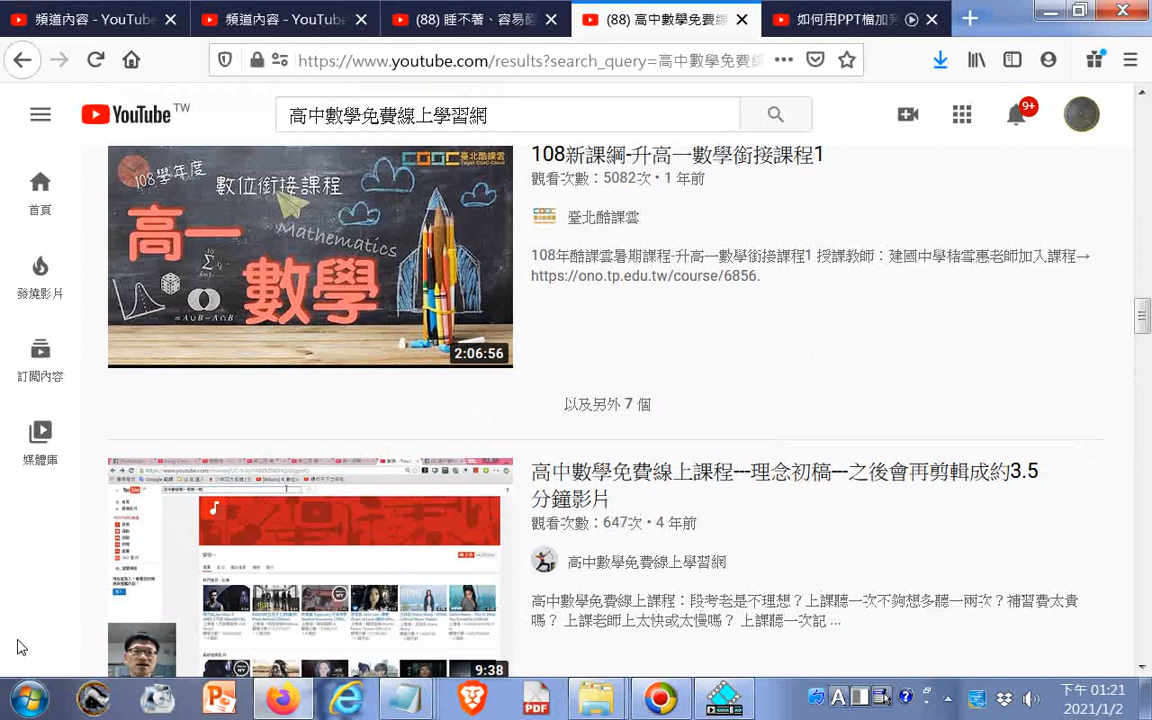 頻道內容 - YouTube
頻道內容 - YouTube
(88) 睡不著、容易醒
(88) 高中數學免費線
如何用PPT檔加旁
https://www.youtube.com/results?search_query=高中數學免費線
YouTube TW
高中數學免費線上學習網
9+
首頁
發燒影片
訂閱內容
媒體庫
108學年度
COOC 臺北酷課雲
Taipei CooC-Cloud
數位銜接課程
高一
Mathematics
數學
= A∪B - A∩B
2:06:56
108新課綱-升高一數學銜接課程1
觀看次數：5082次 • 1 年前
臺北酷課雲
108年酷課雲暑期課程-升高一數學銜接課程1 授課教師：建國中學褚雪惠老師加入課程→
https://ono.tp.edu.tw/course/6856.
以及另外 7 個
9:38
高中數學免費線上課程---理念初稿---之後會再剪輯成約3.5
分鐘影片
觀看次數：647次 • 4 年前
高中數學免費線上學習網
高中數學免費線上課程：段考老是不理想？上課聽一次不夠想多聽一兩次？補習費太貴
嗎？ 上課老師上太快或太慢嗎？ 上課聽一次記 ...
PDF
下午 01:21
2021/1/2